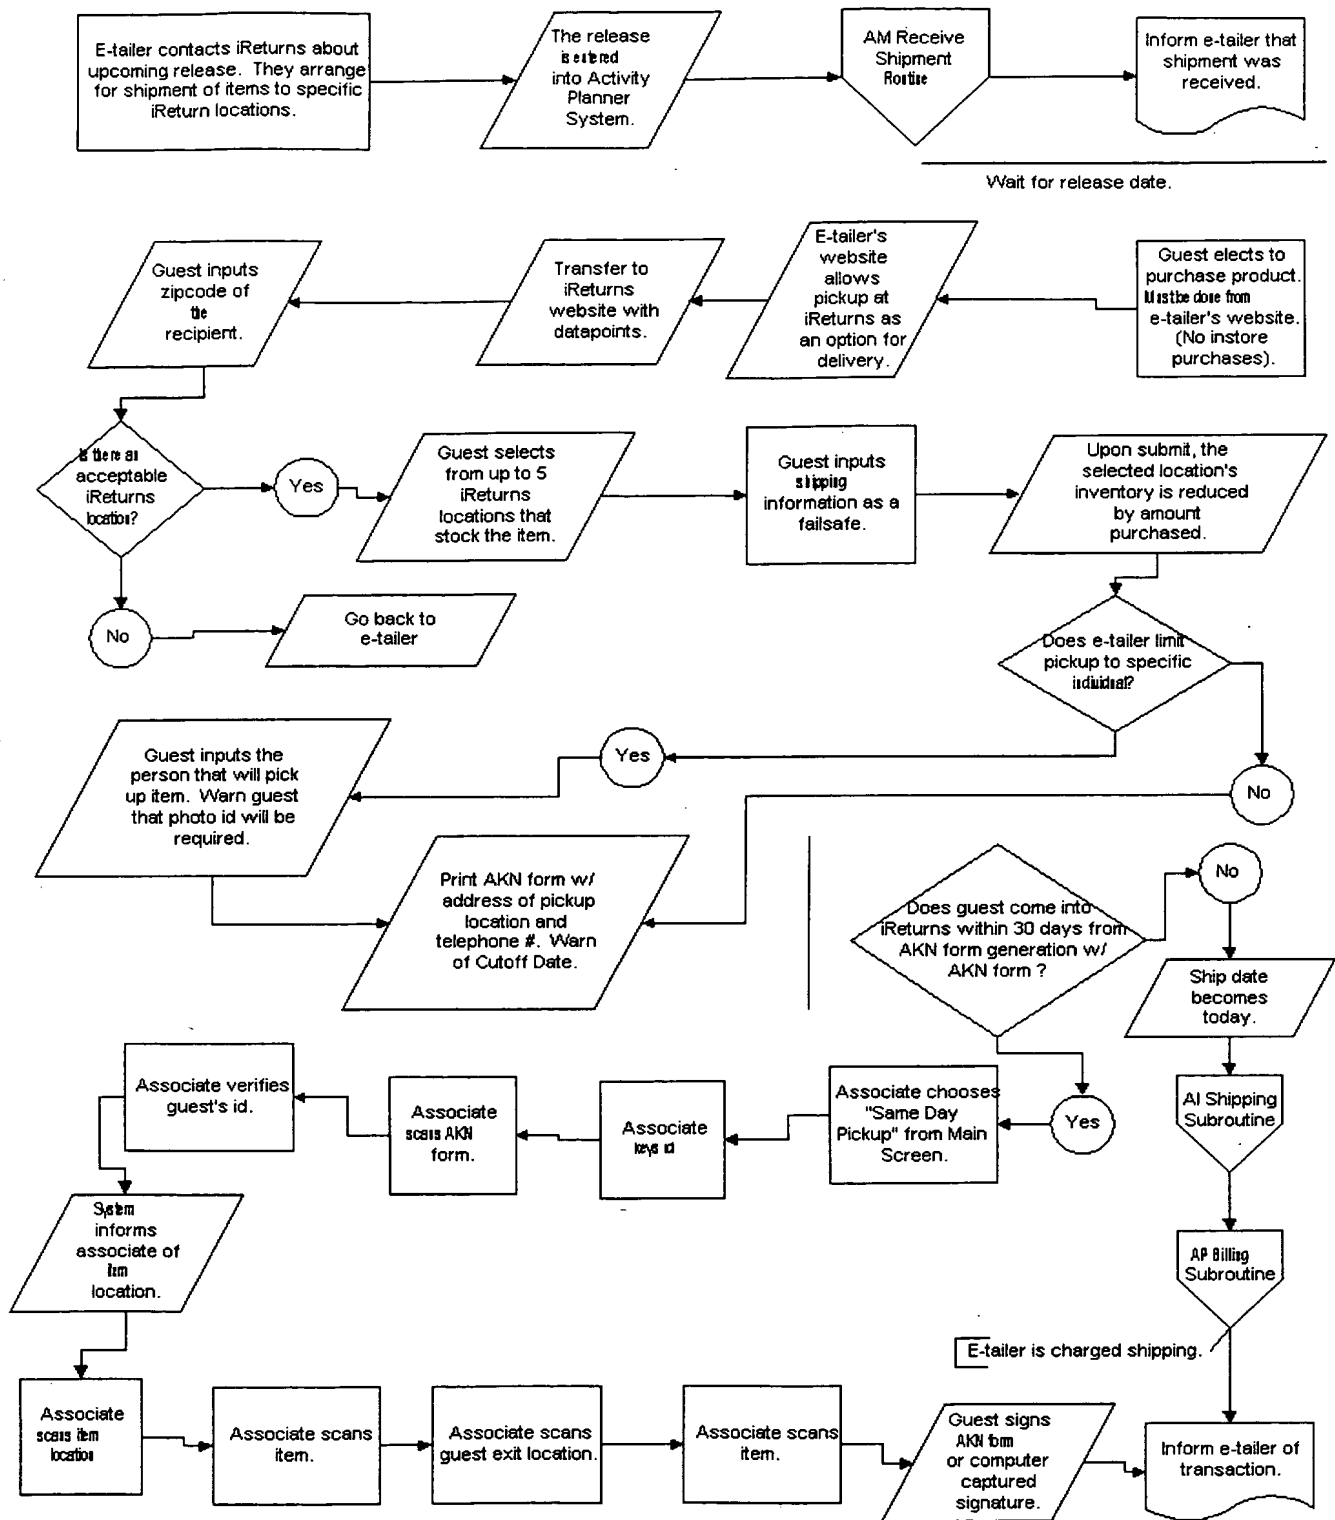 E-tailer contacts iReturns about
upcoming release. They arrange
for shipment of items to specific
iReturn locations.
The release
is entered
into Activity
Planner
System.
AM Receive
Shipment
Routine
Inform e-tailer that
shipment was
received.
Wait for release date.
Guest elects to
purchase product.
Must be done from
e-tailer's website.
(No instore
purchases).
E-tailer's
website
allows
pickup at
iReturns as
an option for
delivery.
Transfer to
iReturns
website with
datapoints.
Guest inputs
zipcode of
the
recipient.
Is there an
acceptable
iReturns
location?
Yes
Guest selects
from up to 5
iReturns
locations that
stock the item.
Guest inputs
shipping
information as a
failsafe.
Upon submit, the
selected location's
inventory is reduced
by amount
purchased.
No
Go back to
e-tailer
Does e-tailer limit
pickup to specific
individual?
Yes
No
Guest inputs the
person that will pick
up item. Warn guest
that photo id will be
required.
Print AKN form w/
address of pickup
location and
telephone #. Warn
of Cutoff Date.
Does guest come into
iReturns within 30 days from
AKN form generation w/
AKN form ?
No
Ship date
becomes
today.
AI Shipping
Subroutine
AP Billing
Subroutine
E-tailer is charged shipping.
Yes
Associate chooses
"Same Day
Pickup" from Main
Screen.
Associate
keys id
Associate
scans AKN
form.
Associate verifies
guest's id.
System
informs
associate of
item
location.
Associate
scans item
location
Associate scans
item.
Associate scans
guest exit location.
Associate scans
item.
Guest signs
AKN form
or computer
captured
signature.
Inform e-tailer of
transaction.